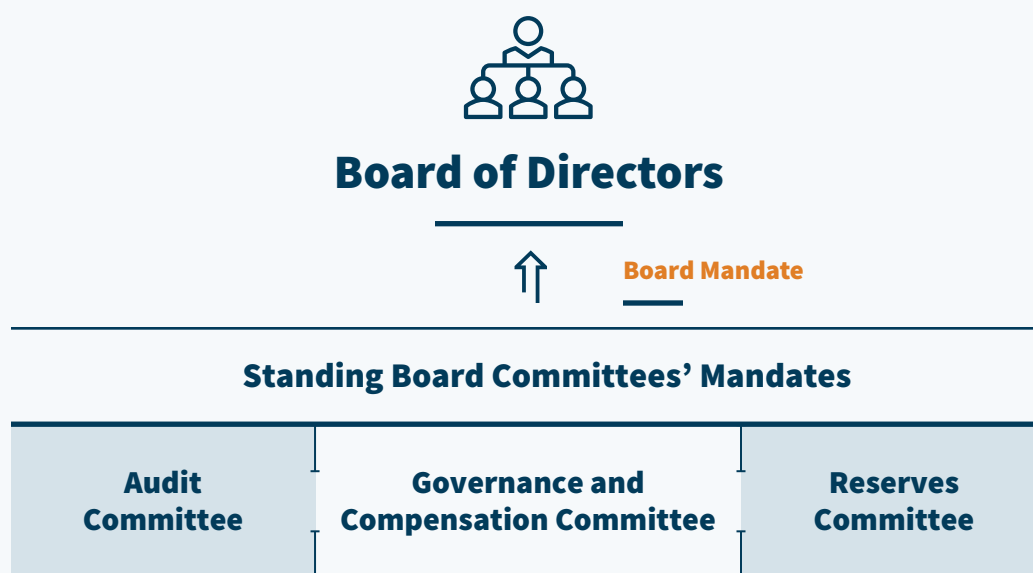 Board of Directors
Board Mandate
Standing Board Committees’ Mandates
Audit
Committee
Governance and
Compensation Committee
Reserves
Committee